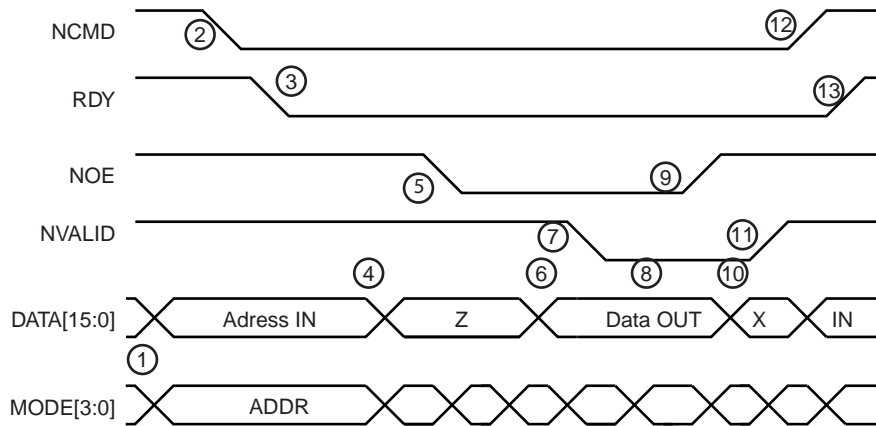 NCMD
2
12
RDY
3
13
NOE
5
9
NVALID
7
11
4
6
8
10
DATA[15:0]
Adress IN
Z
Data OUT
X
IN
1
MODE[3:0]
ADDR